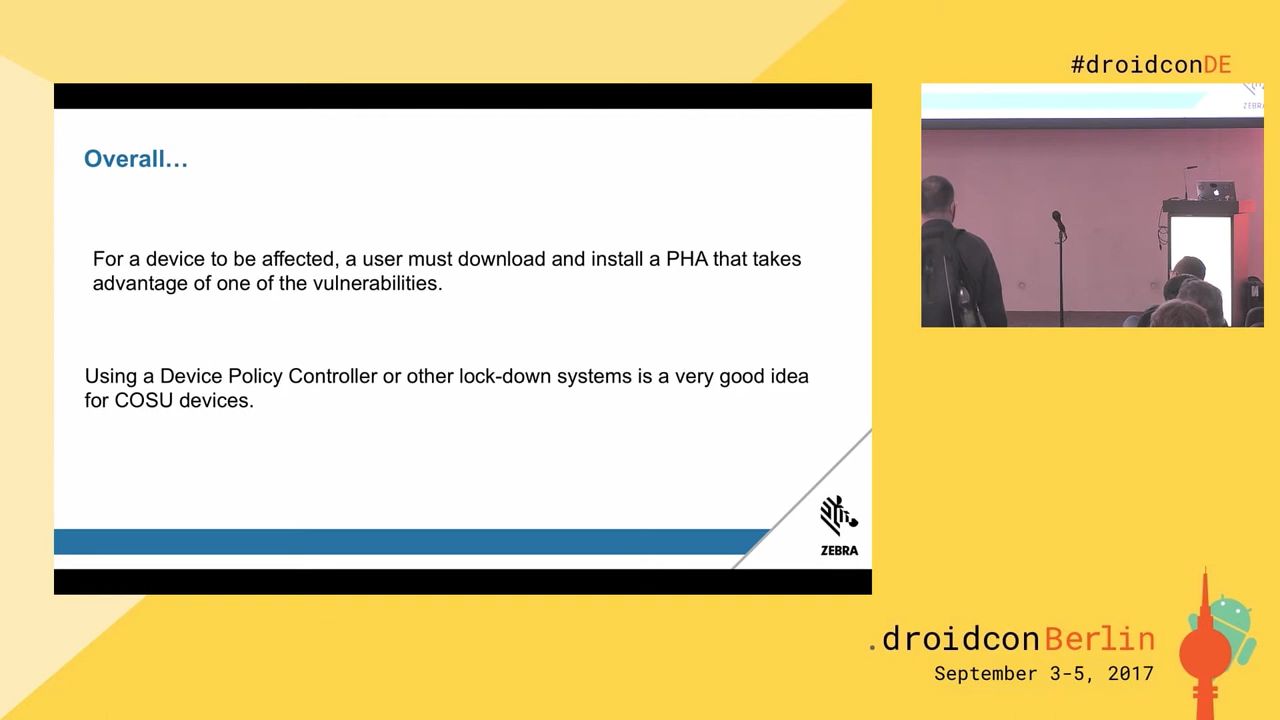 #droidconDE
Overall…
For a device to be affected, a user must download and install a PHA that takes
advantage of one of the vulnerabilities.
Using a Device Policy Controller or other lock-down systems is a very good idea
for COSU devices.
ZEBRA
.droidconBerlin
September 3-5, 2017